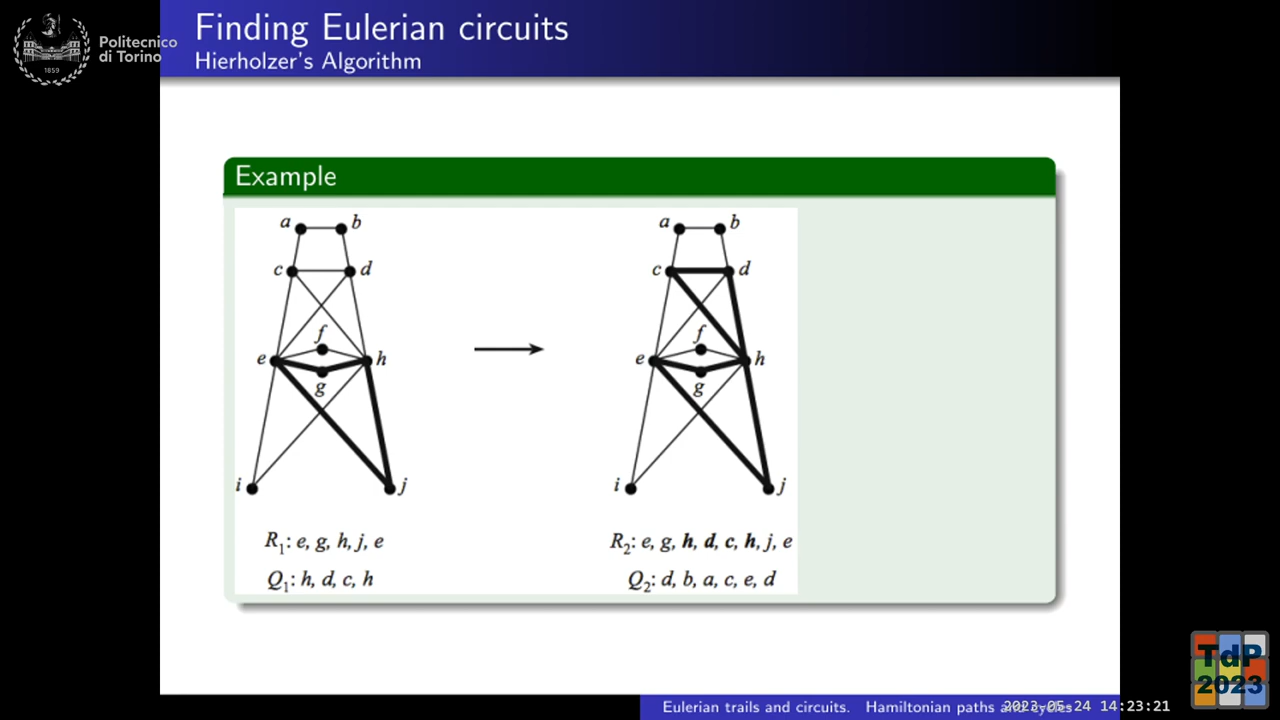 Politecnico
di Torino
1859
Finding Eulerian circuits
Hierholzer's Algorithm
Example
a b
c d
f
e h
g
i j
R1: e, g, h, j, e
Q1: h, d, c, h
a b
c d
f
e h
g
i j
R2: e, g, h, d, c, h, j, e
Q2: d, b, a, c, e, d
TdP
2023
Eulerian trails and circuits. Hamiltonian paths and cycles
2023-05-24 14:23:21